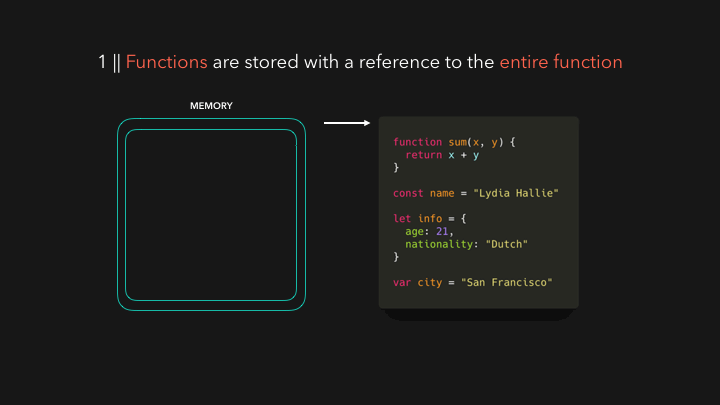 1 || Functions are stored with a reference to the entire function
MEMORY
function sum(x, y) {
  return x + y
}
const name = "Lydia Hallie"
let info = {
  age: 21,
  nationality: "Dutch"
}
var city = "San Francisco"